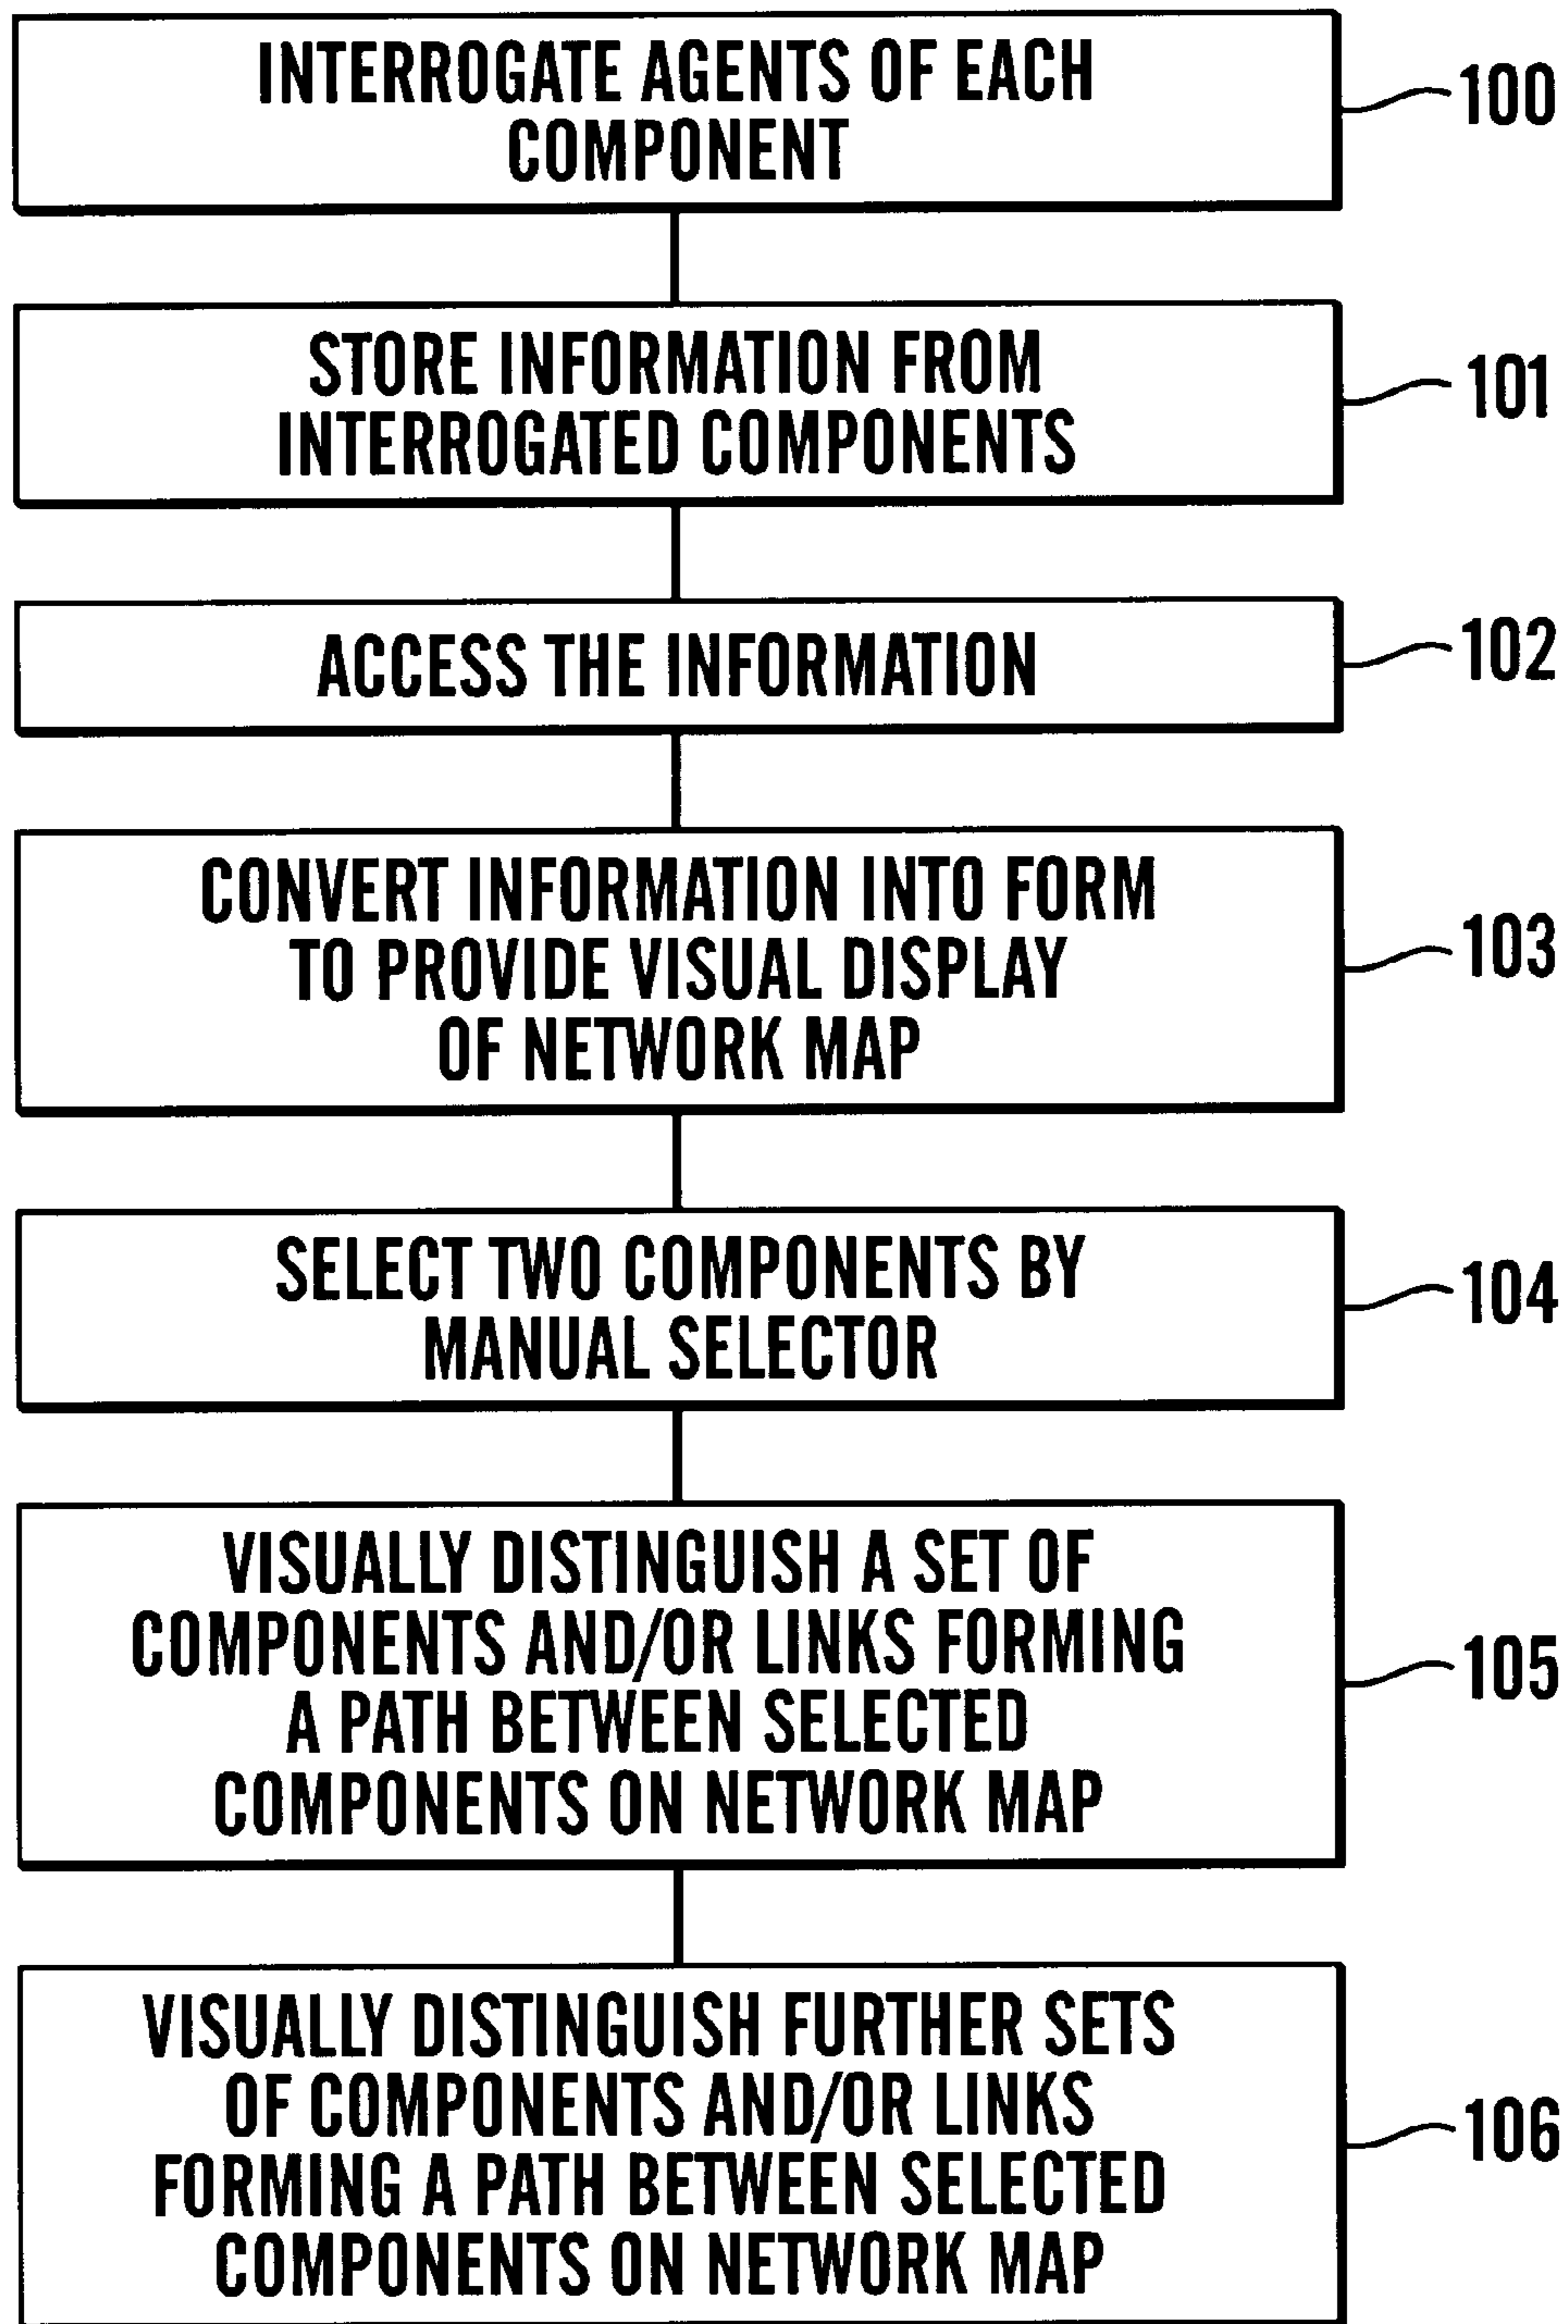 INTERROGATE AGENTS OF EACH
COMPONENT
100
STORE INFORMATION FROM
INTERROGATED COMPONENTS
101
ACCESS THE INFORMATION
102
CONVERT INFORMATION INTO FORM
TO PROVIDE VISUAL DISPLAY
OF NETWORK MAP
103
SELECT TWO COMPONENTS BY
MANUAL SELECTOR
104
VISUALLY DISTINGUISH A SET OF
COMPONENTS AND/OR LINKS FORMING
A PATH BETWEEN SELECTED
COMPONENTS ON NETWORK MAP
105
VISUALLY DISTINGUISH FURTHER SETS
OF COMPONENTS AND/OR LINKS
FORMING A PATH BETWEEN SELECTED
COMPONENTS ON NETWORK MAP
106